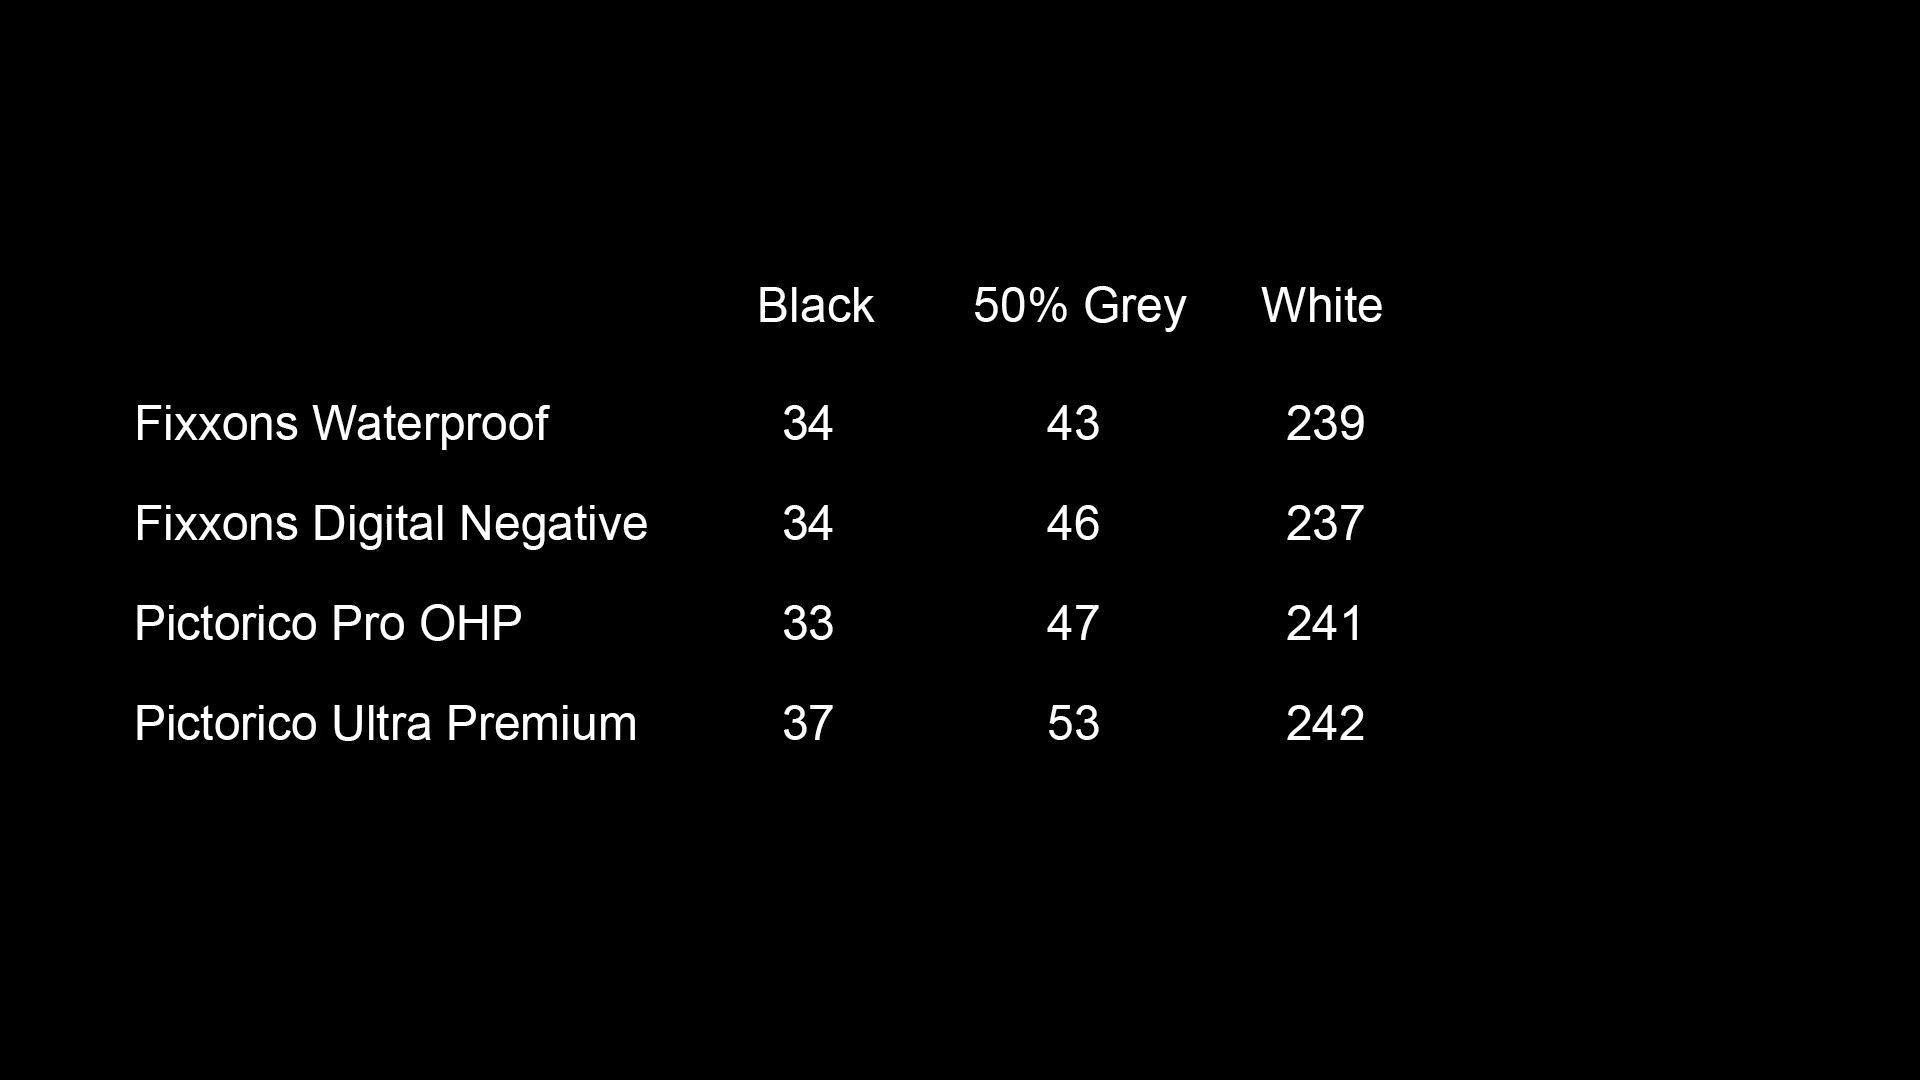 Black 50% Grey White
Fixxons Waterproof 34 43 239
Fixxons Digital Negative 34 46 237
Pictorico Pro OHP 33 47 241
Pictorico Ultra Premium 37 53 242